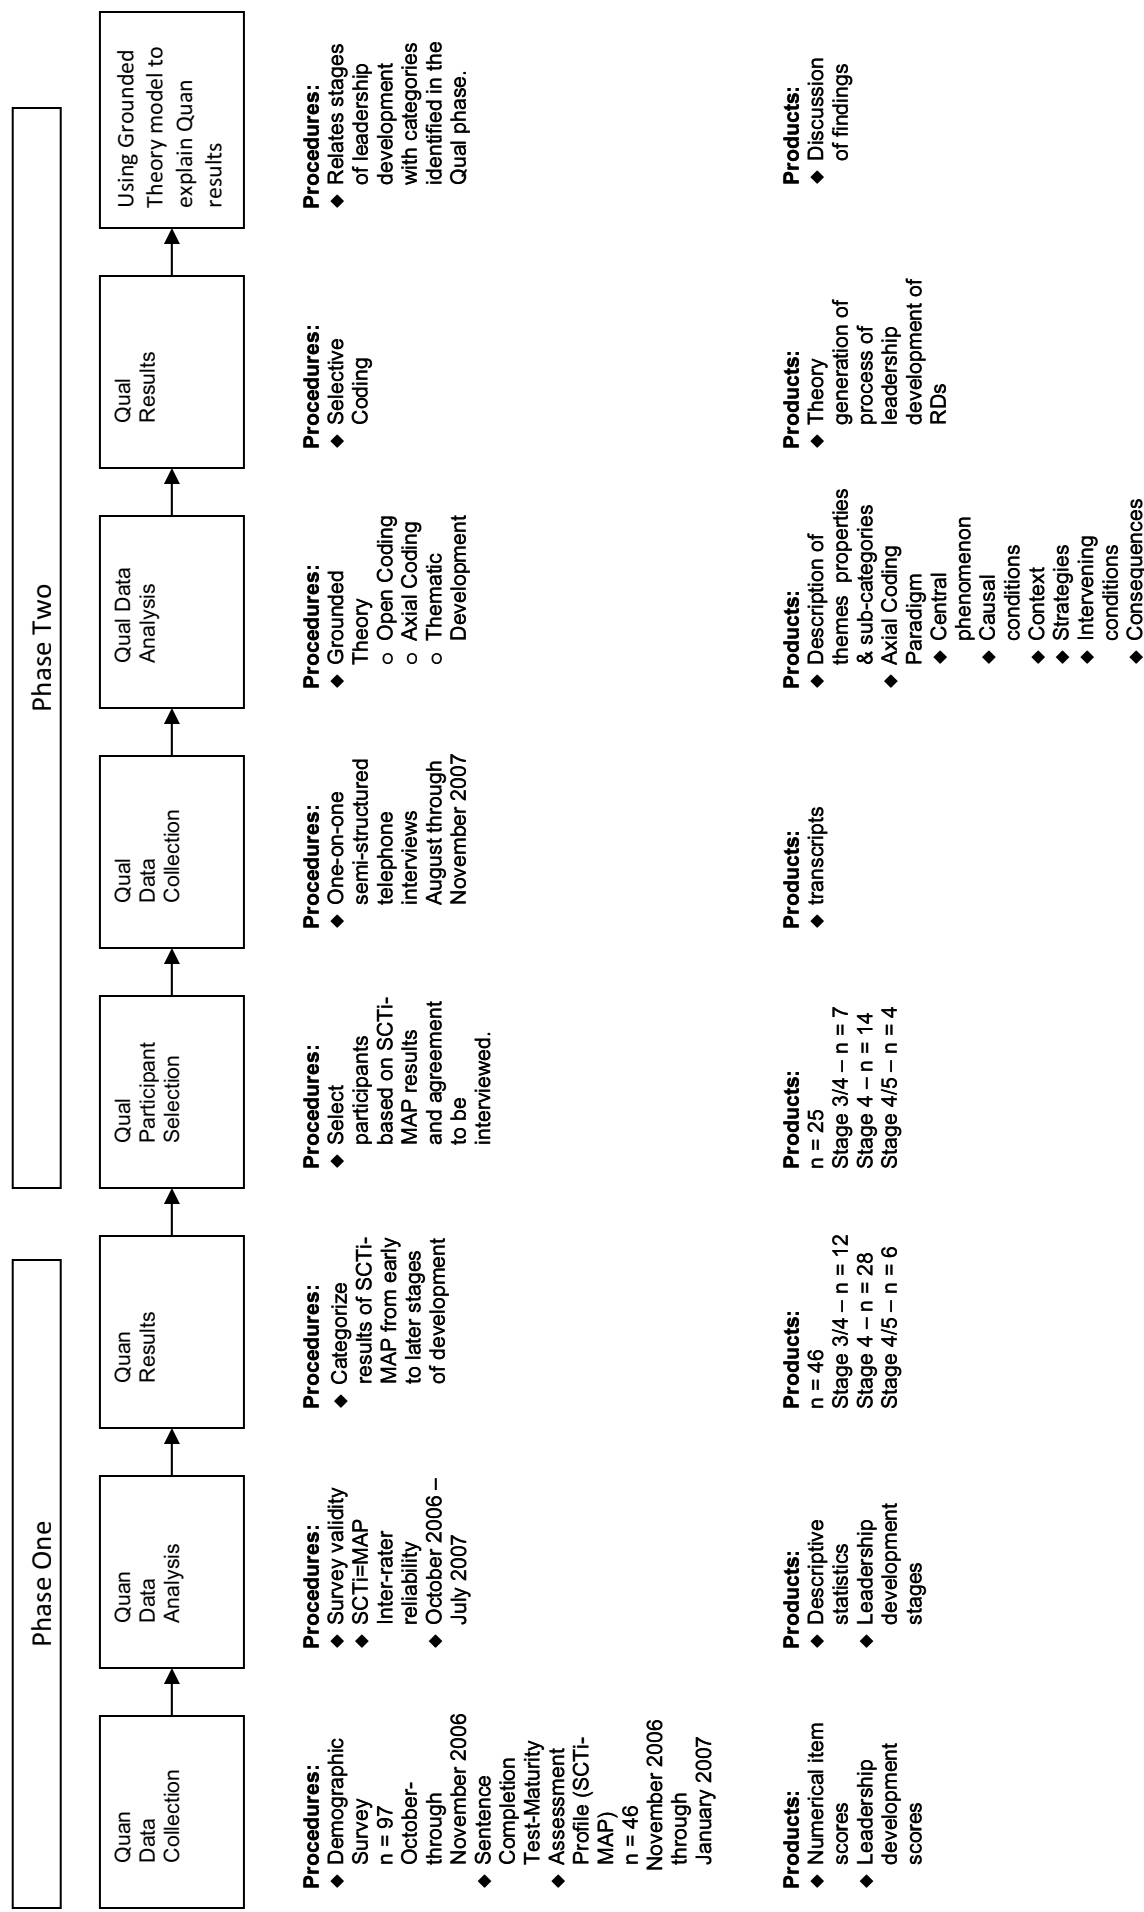 Phase One
Phase Two
Quan
Data
Collection
Quan
Data
Analysis
Quan
Results
Qual
Participant
Selection
Qual
Data
Collection
Qual Data
Analysis
Qual
Results
Using Grounded
Theory model to
explain Quan
results
Procedures:
◆ Demographic
Survey
n = 97
October-
through
November 2006
◆ Sentence
Completion
Test-Maturity
◆ Assessment
Profile (SCTi-
MAP)
n = 46
November 2006
through
January 2007
Procedures:
◆ Survey validity
◆ SCTi=MAP
Inter-rater
reliability
◆ October 2006 –
July 2007
Procedures:
◆ Categorize
results of SCTi-
MAP from early
to later stages
of development
Procedures:
◆ Select
participants
based on SCTi-
MAP results
and agreement
to be
interviewed.
Procedures:
◆ One-on-one
semi-structured
telephone
interviews
August through
November 2007
Procedures:
◆ Grounded
Theory
o Open Coding
o Axial Coding
o Thematic
Development
Procedures:
◆ Selective
Coding
Procedures:
◆ Relates stages
of leadership
development
with categories
identified in the
Qual phase.
Products:
◆ Numerical item
scores
◆ Leadership
development
scores
Products:
◆ Descriptive
statistics
◆ Leadership
development
stages
Products:
n = 46
Stage 3/4 – n = 12
Stage 4 – n = 28
Stage 4/5 – n = 6
Products:
n = 25
Stage 3/4 – n = 7
Stage 4 – n = 14
Stage 4/5 – n = 4
Products:
◆ transcripts
Products:
◆ Description of
themes properties
& sub-categories
◆ Axial Coding
Paradigm
◆ Central
phenomenon
◆ Causal
conditions
◆ Context
◆ Strategies
◆ Intervening
conditions
◆ Consequences
Products:
◆ Theory
generation of
process of
leadership
development of
RDs
Products:
◆ Discussion
of findings